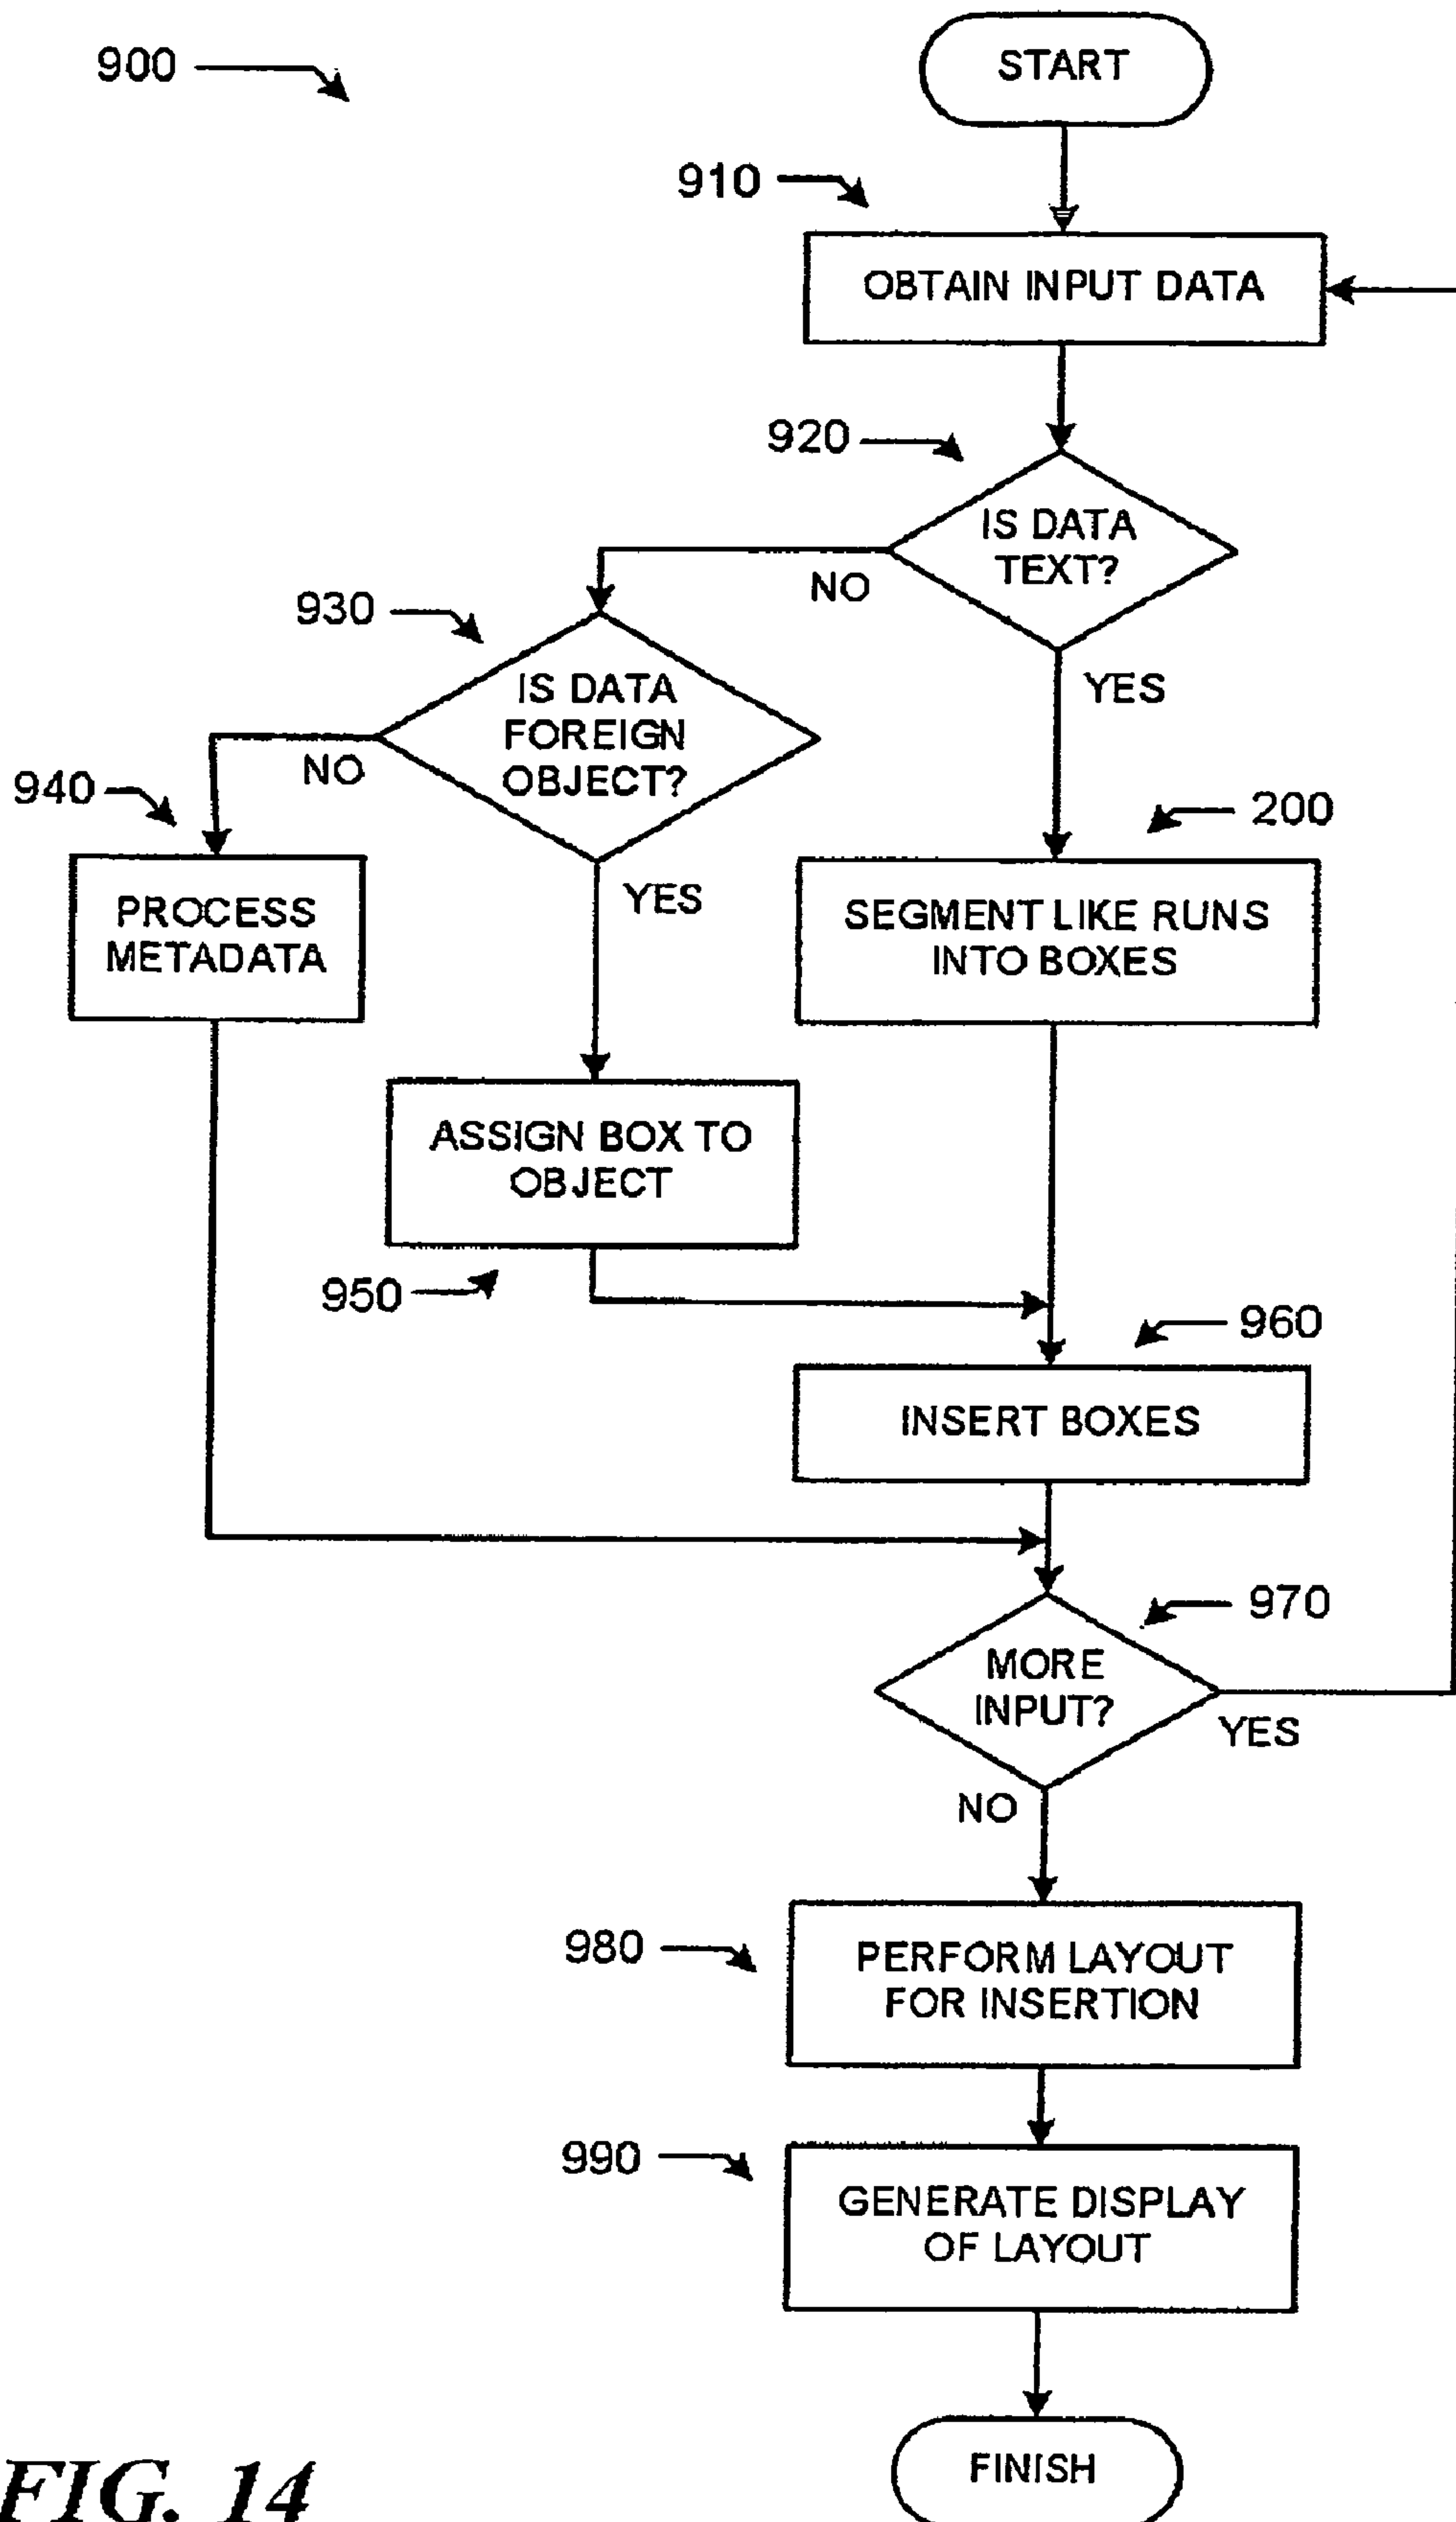 900
START
910
OBTAIN INPUT DATA
920
IS DATA
TEXT?
NO
YES
930
IS DATA
FOREIGN
OBJECT?
NO
YES
940
PROCESS
METADATA
200
SEGMENT LIKE RUNS
INTO BOXES
ASSIGN BOX TO
OBJECT
950
960
INSERT BOXES
970
MORE
INPUT?
YES
NO
980
PERFORM LAYOUT
FOR INSERTION
990
GENERATE DISPLAY
OF LAYOUT
FINISH
FIG. 14